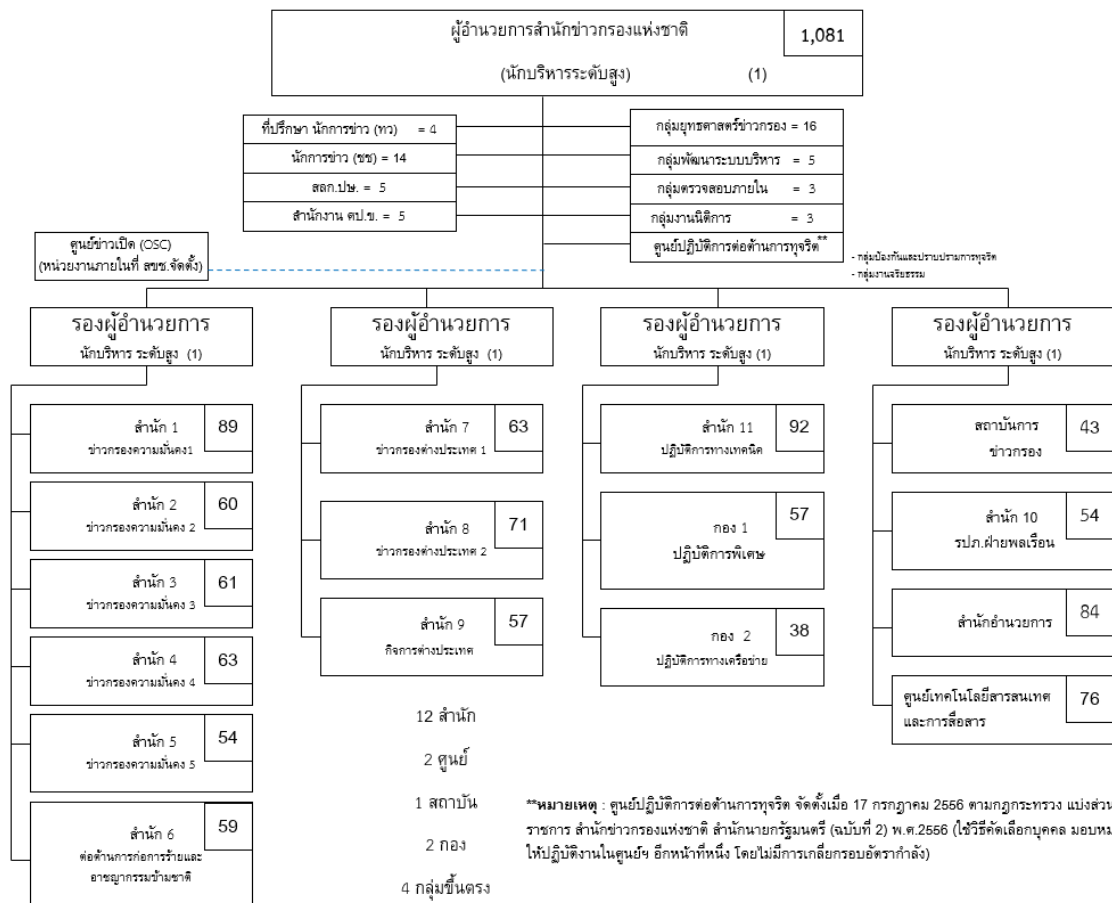 ผู้อำนวยการสำนักข่าวกรองแห่งชาติ
1,081
(นักบริหารระดับสูง) (1)
ที่ปรึกษา นักการข่าว (ทว) = 4
นักการข่าว (ชช) = 14
สลก.ปษ. = 5
สำนักงาน ศป.ข. = 5
กลุ่มยุทธศาสตร์ข่าวกรอง = 16
กลุ่มพัฒนาระบบบริหาร = 5
กลุ่มตรวจสอบภายใน = 3
กลุ่มงานนิติการ = 3
ศูนย์ปฏิบัติการต่อต้านการทุจริต**
- กลุ่มป้องกันและปราบปรามการทุจริต
- กลุ่มงานจริยธรรม
ศูนย์ข่าวเปิด (OSC)
(หน่วยงานภายในที่ สขช.จัดตั้ง)
รองผู้อำนวยการ
นักบริหาร ระดับสูง (1)
สำนัก 1
89
ข่าวกรองความมั่นคง1
สำนัก 2
60
ข่าวกรองความมั่นคง 2
สำนัก 3
61
ข่าวกรองความมั่นคง 3
สำนัก 4
63
ข่าวกรองความมั่นคง 4
สำนัก 5
54
ข่าวกรองความมั่นคง 5
สำนัก 6
59
ต่อต้านการก่อการร้ายและ
อาชญากรรมข้ามชาติ
รองผู้อำนวยการ
นักบริหาร ระดับสูง (1)
สำนัก 7
63
ข่าวกรองต่างประเทศ 1
สำนัก 8
71
ข่าวกรองต่างประเทศ 2
สำนัก 9
57
กิจการต่างประเทศ
12 สำนัก
2 ศูนย์
1 สถาบัน
2 กอง
4 กลุ่มขึ้นตรง
รองผู้อำนวยการ
นักบริหาร ระดับสูง (1)
สำนัก 11
92
ปฏิบัติการทางเทคนิค
กอง 1
57
ปฏิบัติการพิเศษ
กอง 2
38
ปฏิบัติการทางเครือข่าย
รองผู้อำนวยการ
นักบริหาร ระดับสูง (1)
สถาบันการ
43
ข่าวกรอง
สำนัก 10
54
รปภ.ฝ่ายพลเรือน
สำนักอำนวยการ
84
ศูนย์เทคโนโลยีสารสนเทศ
76
และการสื่อสาร
**หมายเหตุ : ศูนย์ปฏิบัติการต่อต้านการทุจริต จัดตั้งเมื่อ 17 กรกฎาคม 2556 ตามกฎกระทรวง แบ่งส่วน
ราชการ สำนักข่าวกรองแห่งชาติ สำนักนายกรัฐมนตรี (ฉบับที่ 2) พ.ศ.2556 (ใช้วิธีคัดเลือกบุคคล มอบหม
ให้ปฏิบัติงานในศูนย์ฯ อีกหน้าที่หนึ่ง โดยไม่มีการเกลี่ยกรอบอัตรากำลัง)